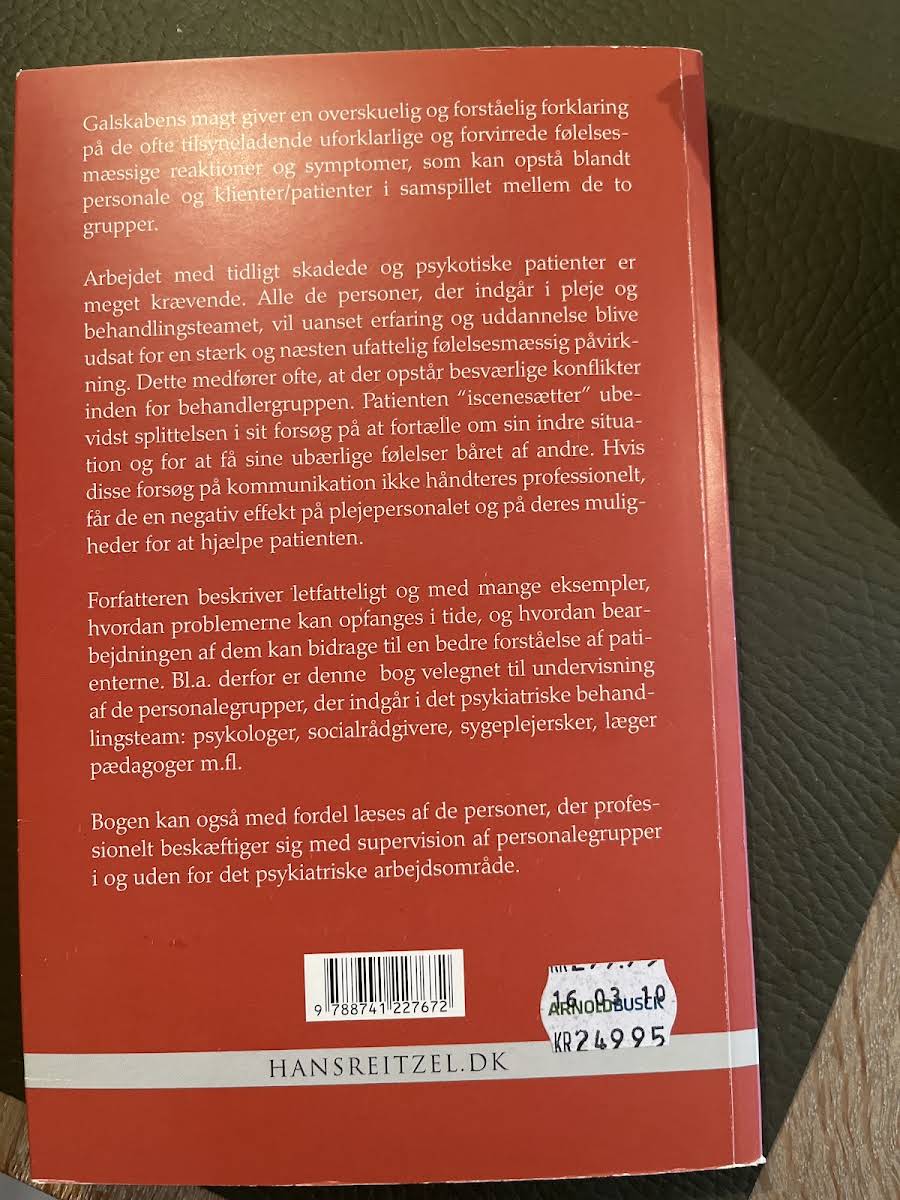 Galskabens magt giver en overskuelig og forståelig forklaring
på de ofte tilsyneladende uforklarlige og forvirrede følelses-
mæssige reaktioner og symptomer, som kan opstå blandt
personale og klienter/patienter i samspillet mellem de to
grupper.
Arbejdet med tidligt skadede og psykotiske patienter er
meget krævende. Alle de personer, der indgår i pleje og
behandlingsteamet, vil uanset erfaring og uddannelse blive
udsat for en stærk og næsten ufattelig følelsesmæssig påvirk-
ning. Dette medfører ofte, at der opstår besværlige konflikter
inden for behandlergruppen. Patienten “iscenesætter” ube-
vidst splittelsen i sit forsøg på at fortælle om sin indre situa-
tion og for at få sine ubærlige følelser båret af andre. Hvis
disse forsøg på kommunikation ikke håndteres professionelt,
får de en negativ effekt på plejepersonalet og på deres mulig-
heder for at hjælpe patienten.
Forfatteren beskriver letfatteligt og med mange eksempler,
hvordan problemerne kan opfanges i tide, og hvordan bear-
bejdningen af dem kan bidrage til en bedre forståelse af pati-
enterne. Bl.a. derfor er denne bog velegnet til undervisning
af de personalegrupper, der indgår i det psykiatriske behand-
lingsteam: psykologer, socialrådgivere, sygeplejersker, læger
pædagoger m.fl.
Bogen kan også med fordel læses af de personer, der profes-
sionelt beskæftiger sig med supervision af personalegrupper
i og uden for det psykiatriske arbejdsområde.
9 788741 227672
16 03 10
ARNOLDBUSCK
KR24995
HANSREITZEL.DK